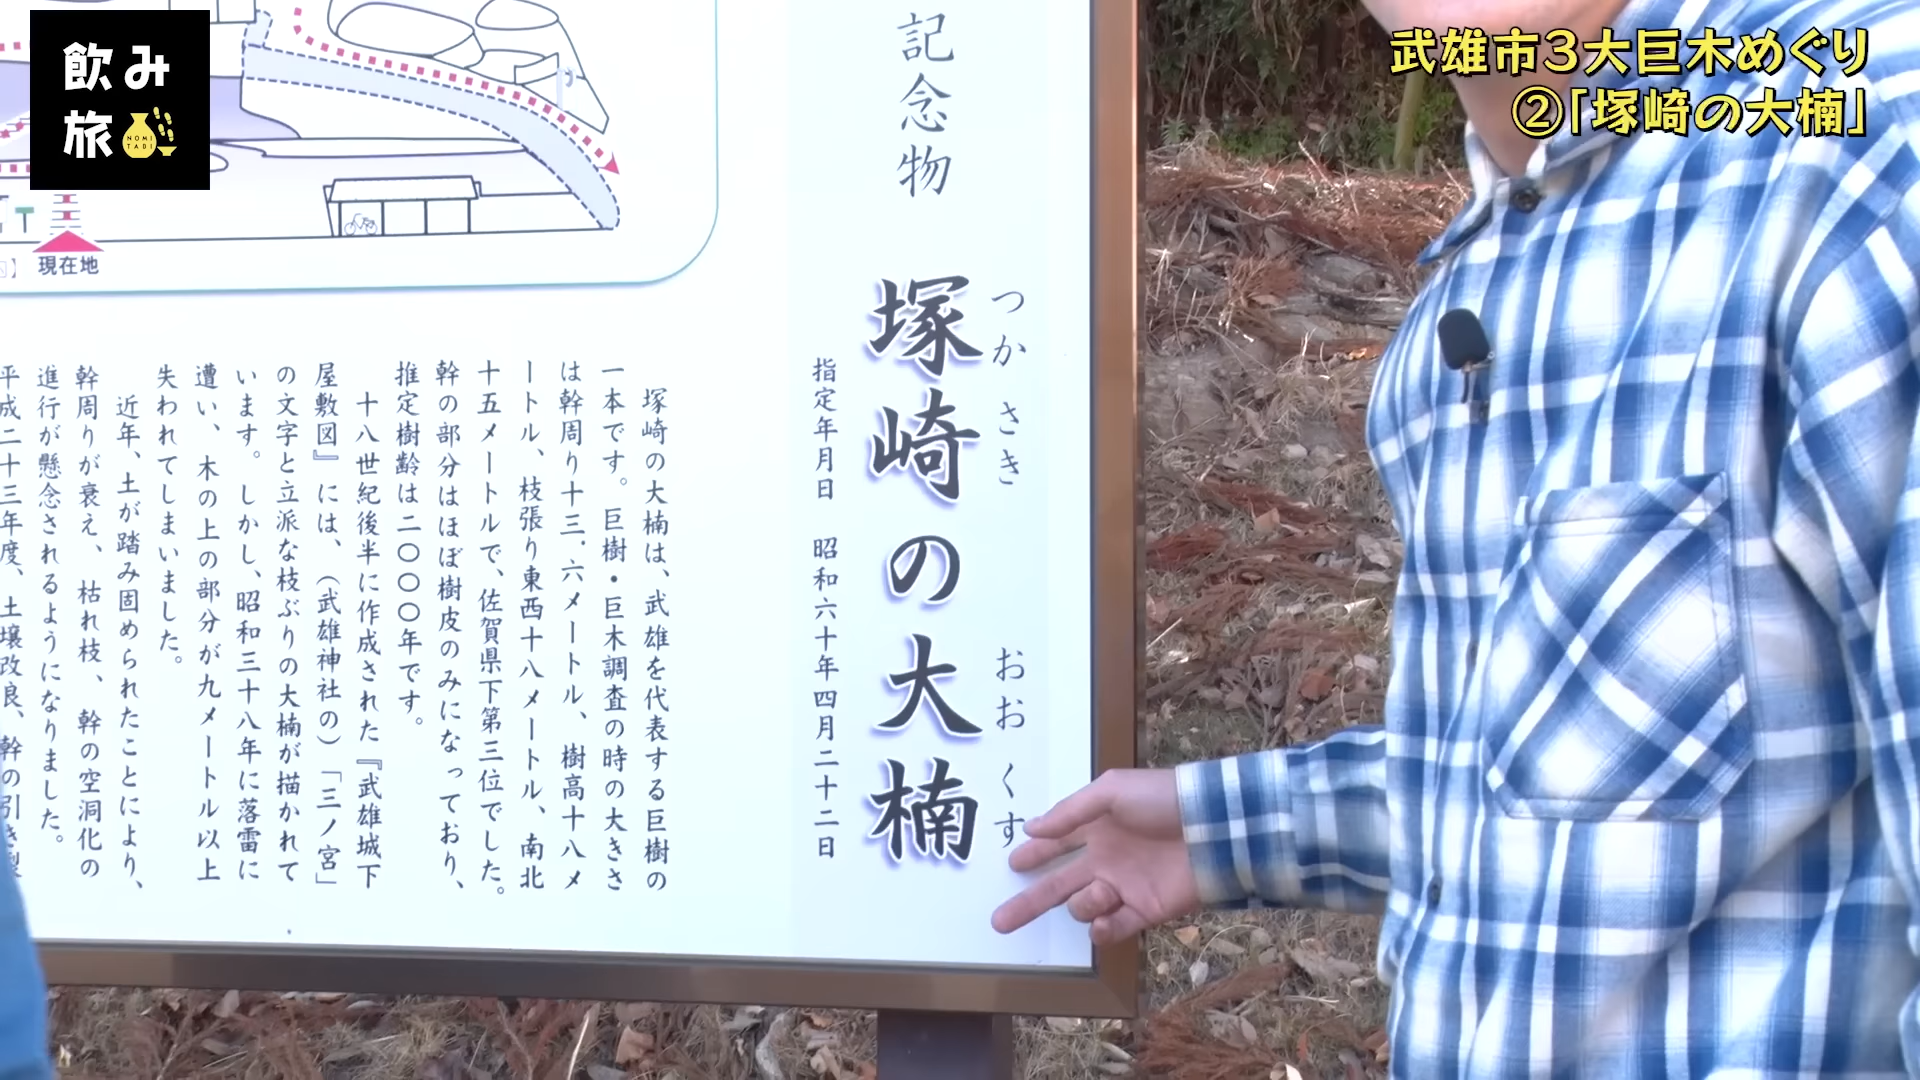 飲み
旅
NOMI
TABI
武雄市3大巨木めぐり
②「塚崎の大楠」
現在地
記念物
つかさき おおくす
塚崎の大楠
指定年月日 昭和六十年四月二十二日
塚崎の大楠は、武雄を代表する巨樹の
一本です。巨樹・巨木調査の時の大きさ
は幹周り十三.六メートル、樹高十八メ
ートル、枝張り東西十八メートル、南北
十五メートルで、佐賀県下第三位でした。
幹の部分はほぼ樹皮のみになっており、
推定樹齢は二〇〇〇年です。
十八世紀後半に作成された『武雄城下
屋敷図』には、(武雄神社の)「三ノ宮」
の文字と立派な枝ぶりの大楠が描かれて
います。しかし、昭和三十八年に落雷に
遭い、木の上の部分が九メートル以上
失われてしまいました。
近年、土が踏み固められたことにより、
幹周りが衰え、枯れ枝、幹の空洞化の
進行が懸念されるようになりました。
平成二十三年度、土壌改良、幹の引き